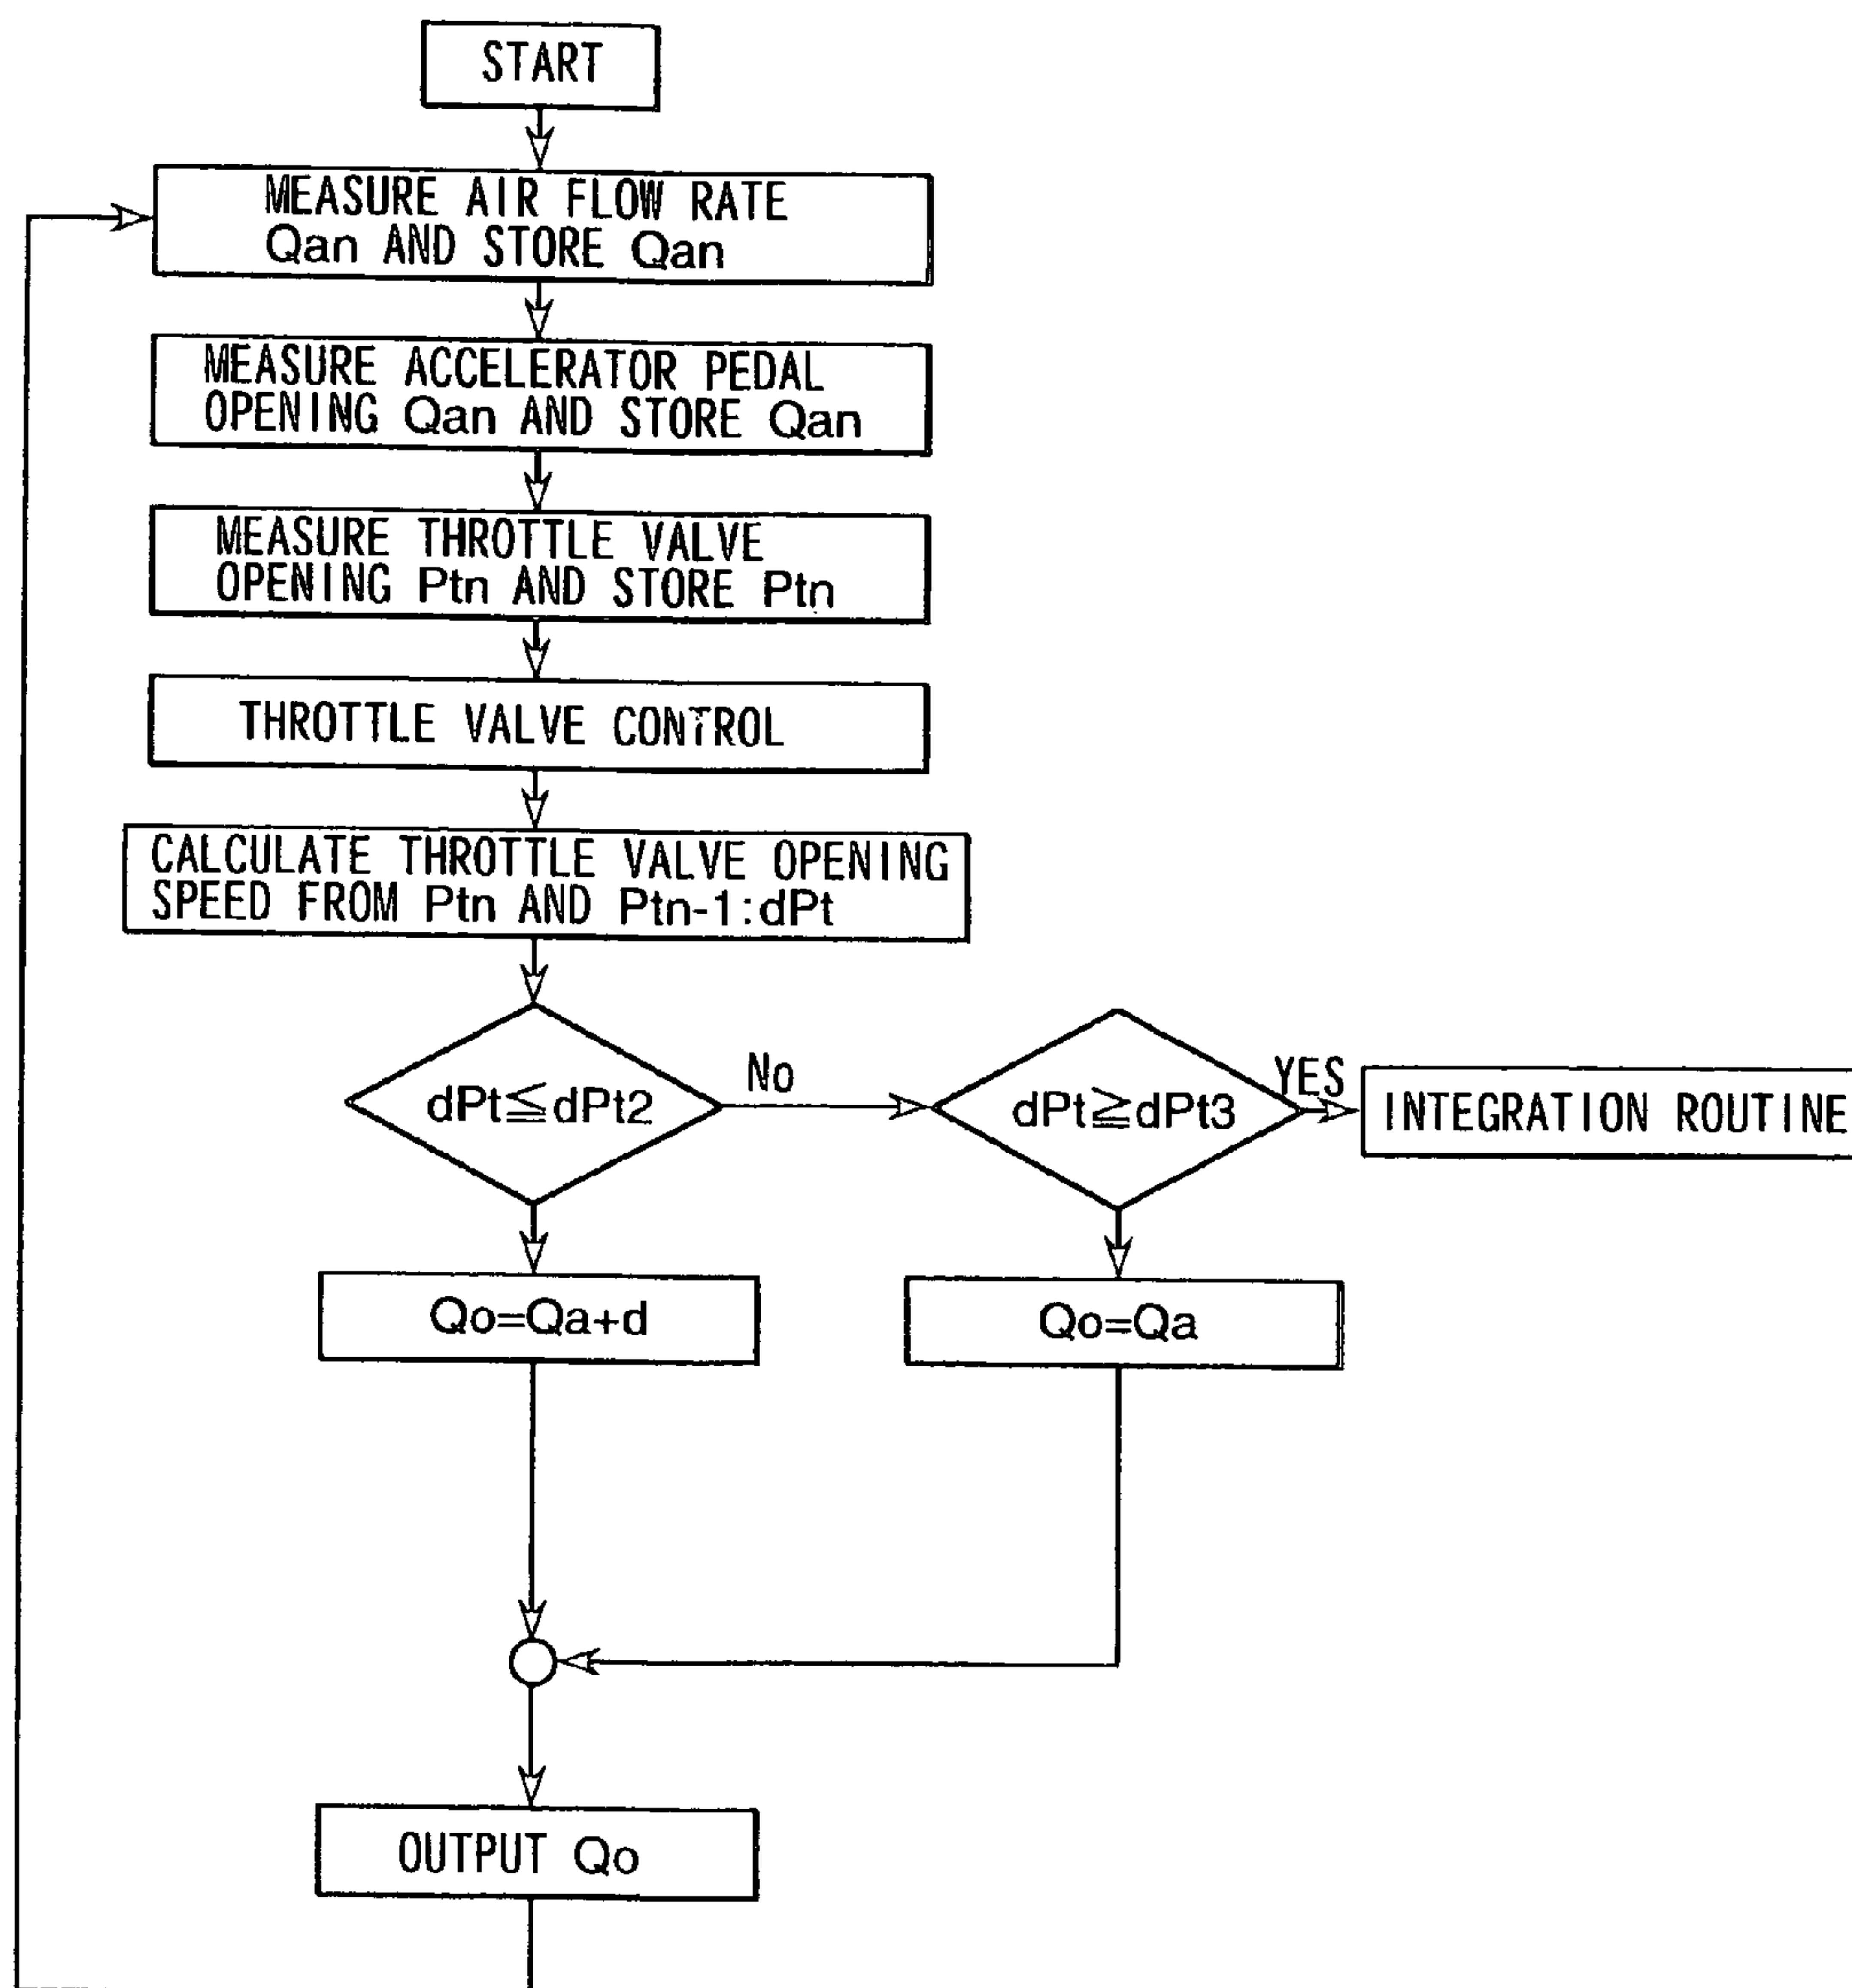 START
MEASURE AIR FLOW RATE
Qan AND STORE Qan
MEASURE ACCELERATOR PEDAL
OPENING Qan AND STORE Qan
MEASURE THROTTLE VALVE
OPENING Ptn AND STORE Ptn
THROTTLE VALVE CONTROL
CALCULATE THROTTLE VALVE OPENING
SPEED FROM Ptn AND Ptn-1:dPt
dPt≦dPt2
No
dPt≧dPt3
YES
INTEGRATION ROUTINE
Qo=Qa+d
Qo=Qa
OUTPUT Qo